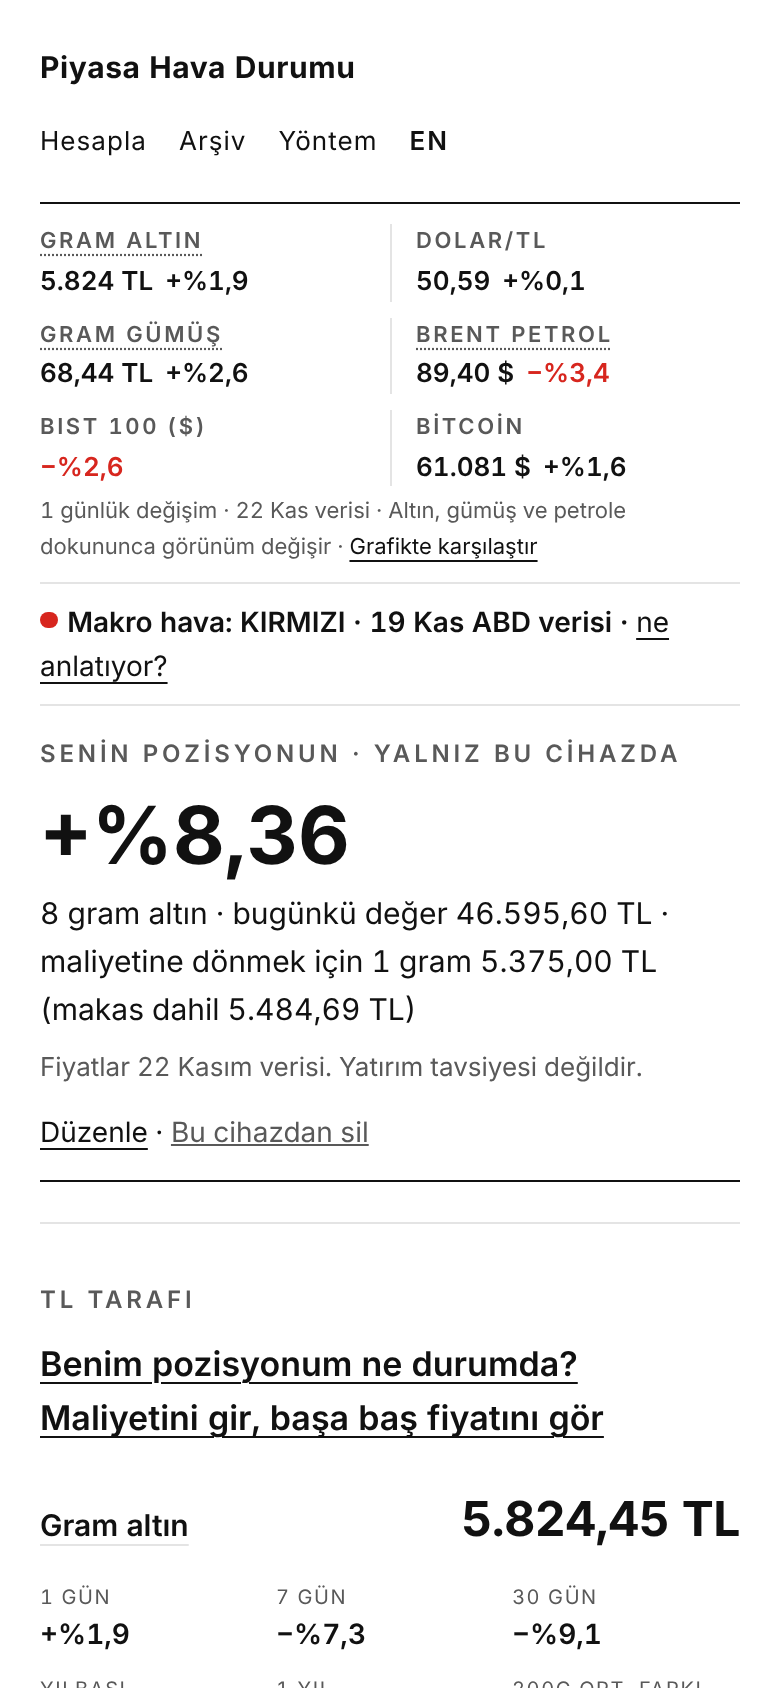 Piyasa Hava Durumu
Hesapla Arşiv Yöntem EN
GRAM ALTIN
5.824 TL +%1,9
DOLAR/TL
50,59 +%0,1
GRAM GÜMÜŞ
68,44 TL +%2,6
BRENT PETROL
89,40 $ −%3,4
BIST 100 ($)
−%2,6
BİTCOİN
61.081 $ +%1,6
1 günlük değişim · 22 Kas verisi · Altın, gümüş ve petrole
dokununca görünüm değişir · Grafikte karşılaştır
Makro hava: KIRMIZI · 19 Kas ABD verisi · ne
anlatıyor?
SENİN POZİSYONUN · YALNIZ BU CİHAZDA
+%8,36
8 gram altın · bugünkü değer 46.595,60 TL ·
maliyetine dönmek için 1 gram 5.375,00 TL
(makas dahil 5.484,69 TL)
Fiyatlar 22 Kasım verisi. Yatırım tavsiyesi değildir.
Düzenle · Bu cihazdan sil
TL TARAFI
Benim pozisyonum ne durumda?
Maliyetini gir, başa baş fiyatını gör
Gram altın 5.824,45 TL
1 GÜN 7 GÜN 30 GÜN
+%1,9 −%7,3 −%9,1